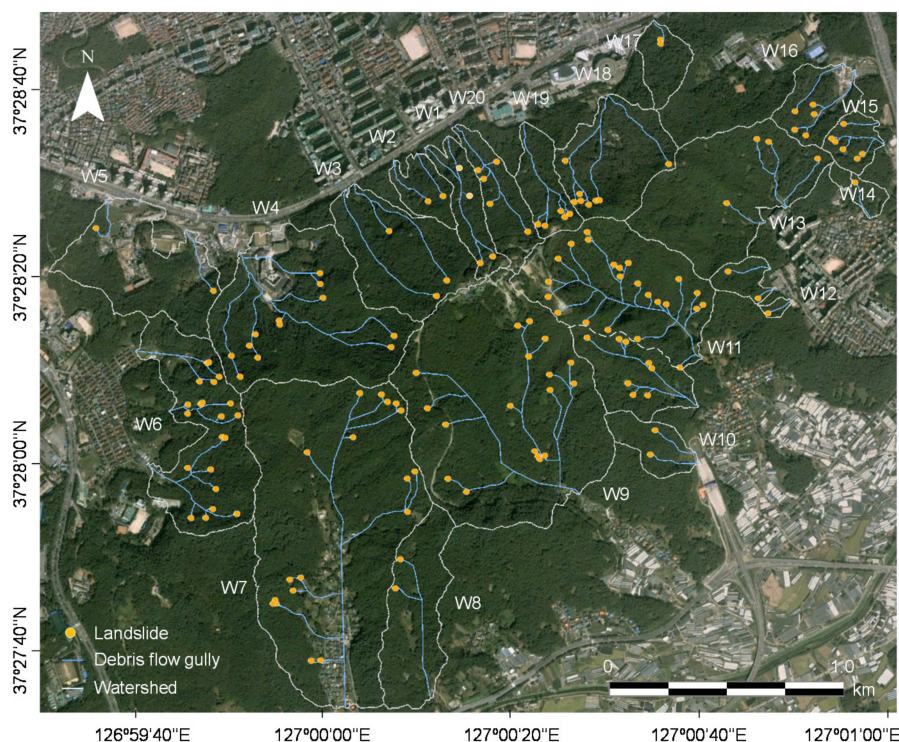 N
W17
W16
W18
W20
W19
W15
W1
W2
W3
W5
W14
W4
W13
W12
W11
W6
W10
W9
W7
W8
Landslide
Debris flow gully
Watershed
0
1.0
km
37°28'40"N
37°28'20"N
37°28'00"N
37°27'40"N
126°59'40"E
127°00'00"E
127°00'20"E
127°00'40"E
127°01'00"E